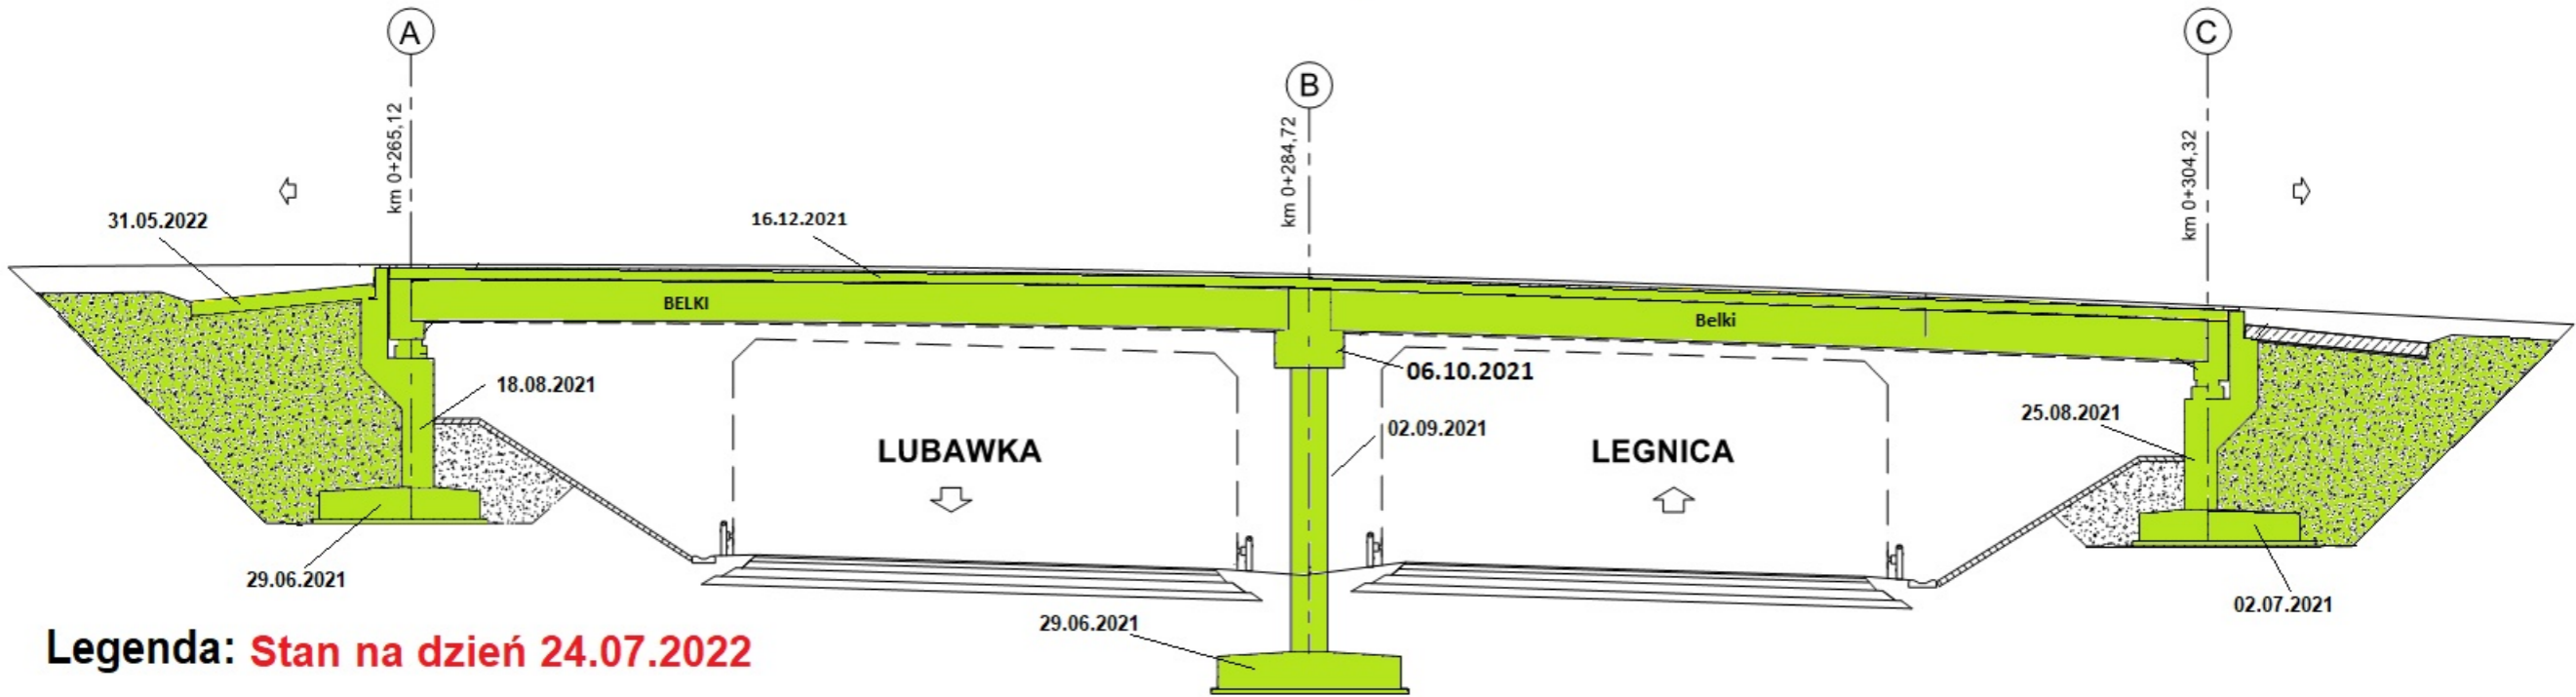 A
B
C
km 0+265,12
km 0+284,72
km 0+304,32
31.05.2022
16.12.2021
BELKI
Belki
18.08.2021
06.10.2021
02.09.2021
25.08.2021
LUBAWKA
LEGNICA
29.06.2021
29.06.2021
02.07.2021
Legenda: Stan na dzień 24.07.2022